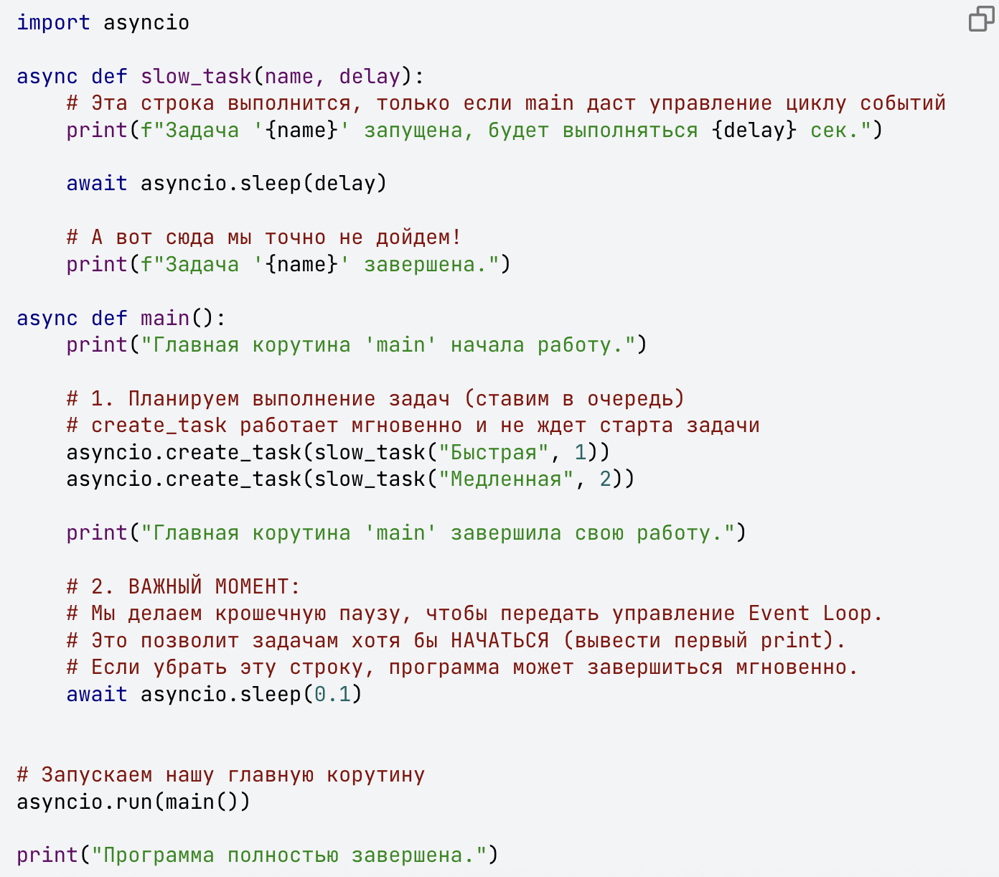 import asyncio
async def slow_task(name, delay):
    # Эта строка выполнится, только если main даст управление циклу событий
    print(f"Задача '{name}' запущена, будет выполняться {delay} сек.")
    await asyncio.sleep(delay)
    # А вот сюда мы точно не дойдем!
    print(f"Задача '{name}' завершена.")
async def main():
    print("Главная корутина 'main' начала работу.")
    # 1. Планируем выполнение задач (ставим в очередь)
    # create_task работает мгновенно и не ждет старта задачи
    asyncio.create_task(slow_task("Быстрая", 1))
    asyncio.create_task(slow_task("Медленная", 2))
    print("Главная корутина 'main' завершила свою работу.")
    # 2. ВАЖНЫЙ МОМЕНТ:
    # Мы делаем крошечную паузу, чтобы передать управление Event Loop.
    # Это позволит задачам хотя бы НАЧАТЬСЯ (вывести первый print).
    # Если убрать эту строку, программа может завершиться мгновенно.
    await asyncio.sleep(0.1)
# Запускаем нашу главную корутину
asyncio.run(main())
print("Программа полностью завершена.")